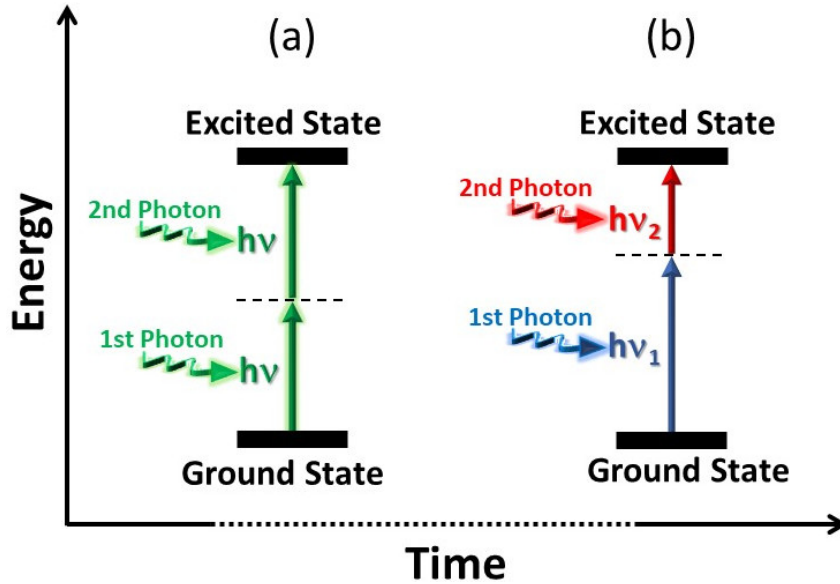 (a)
Excited State
2nd Photon
hν
1st Photon
hν
Ground State
(b)
Excited State
2nd Photon
hν₂
1st Photon
hν₁
Ground State
Energy
Time